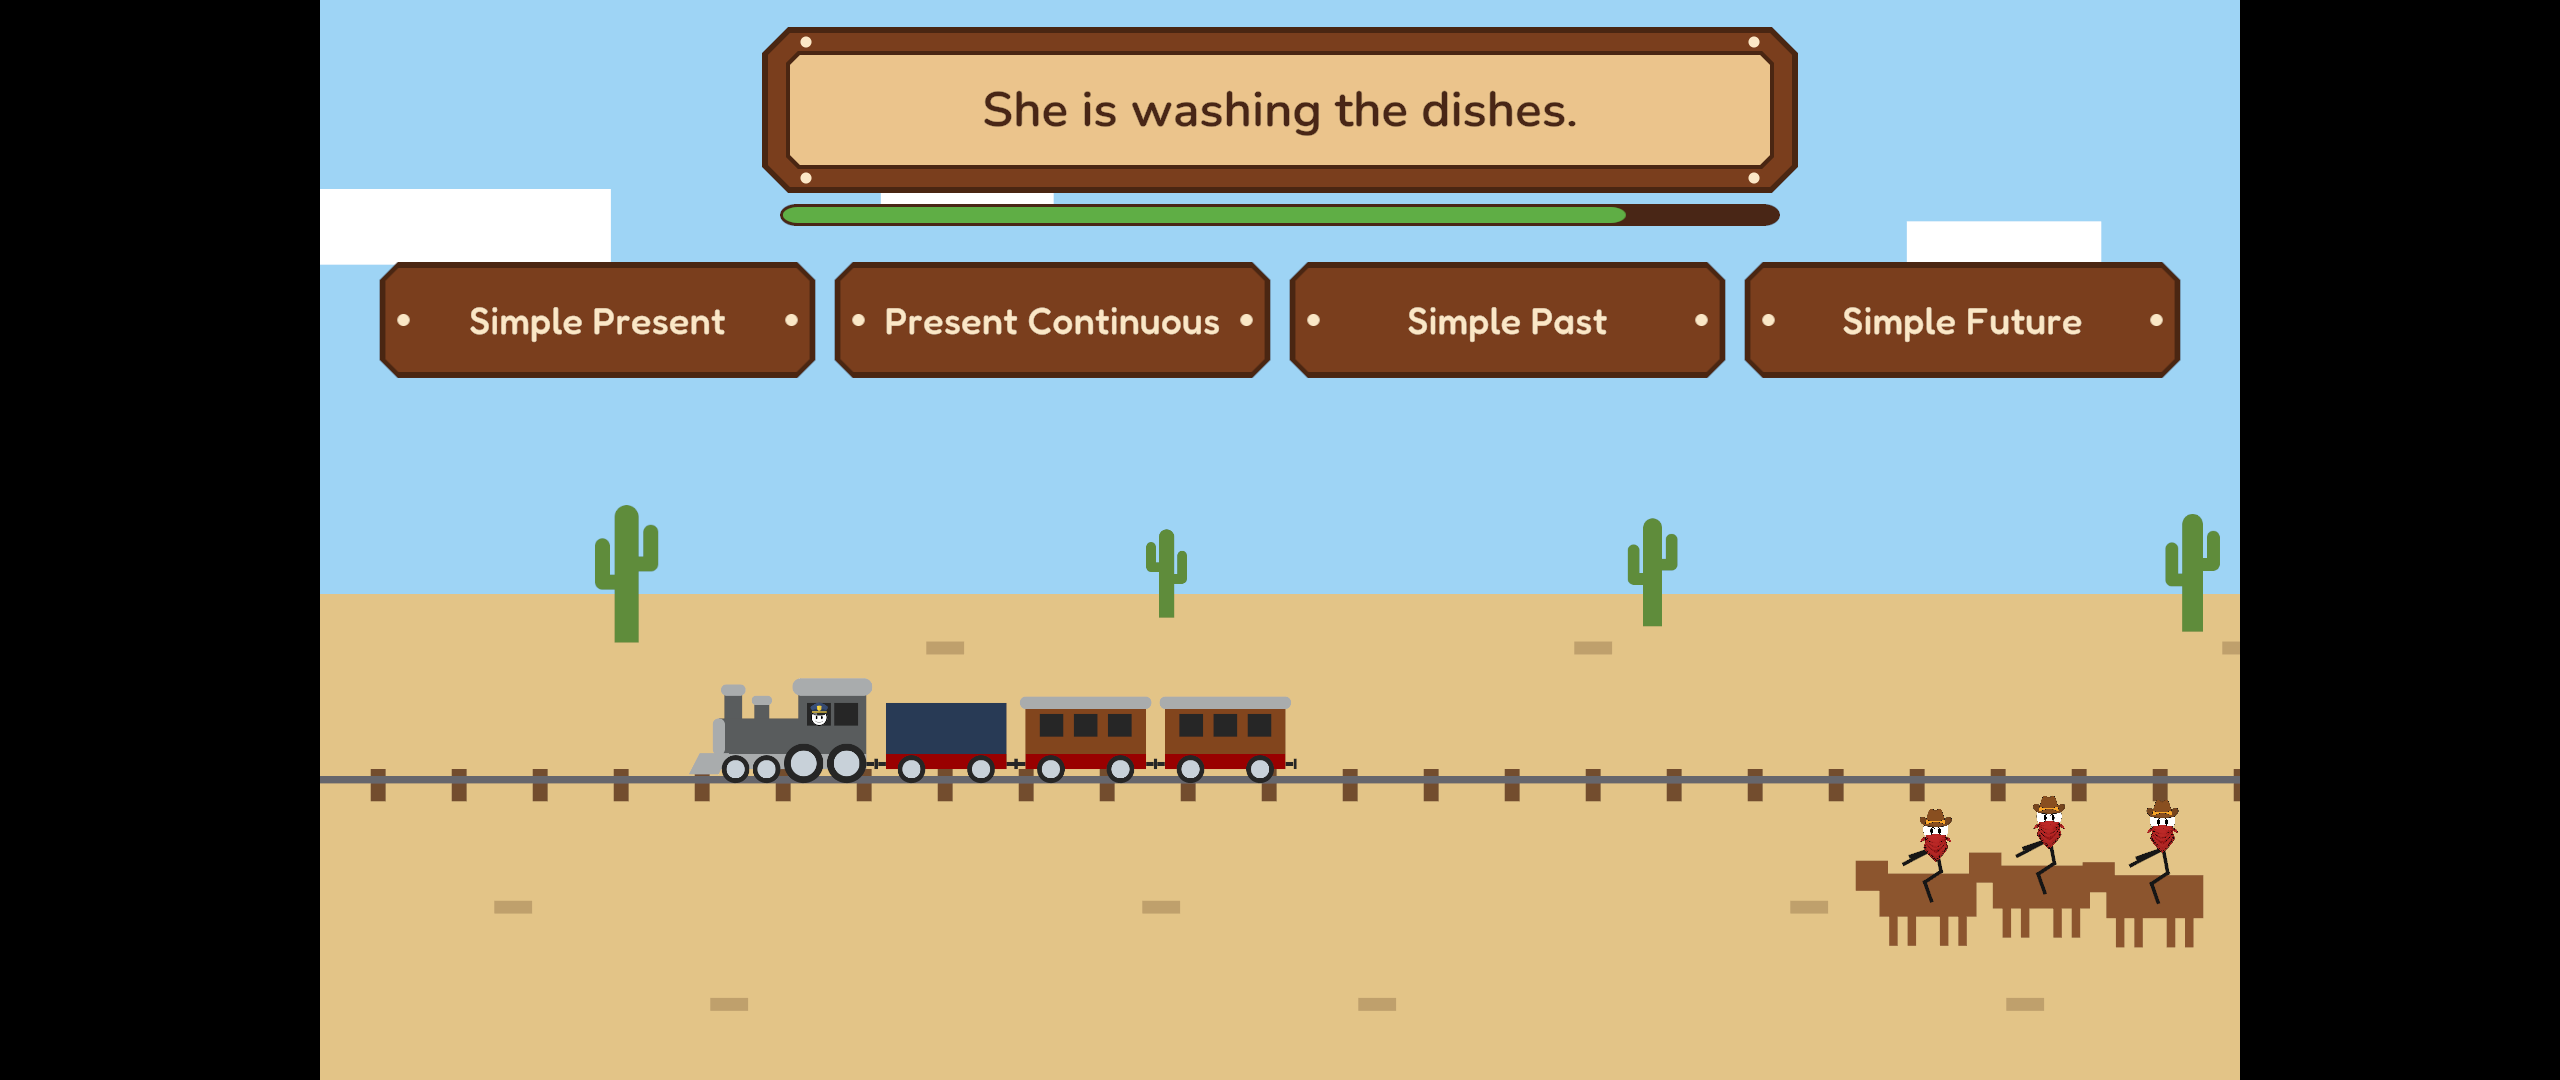 She is washing the dishes.
Simple Present
Present Continuous
Simple Past
Simple Future